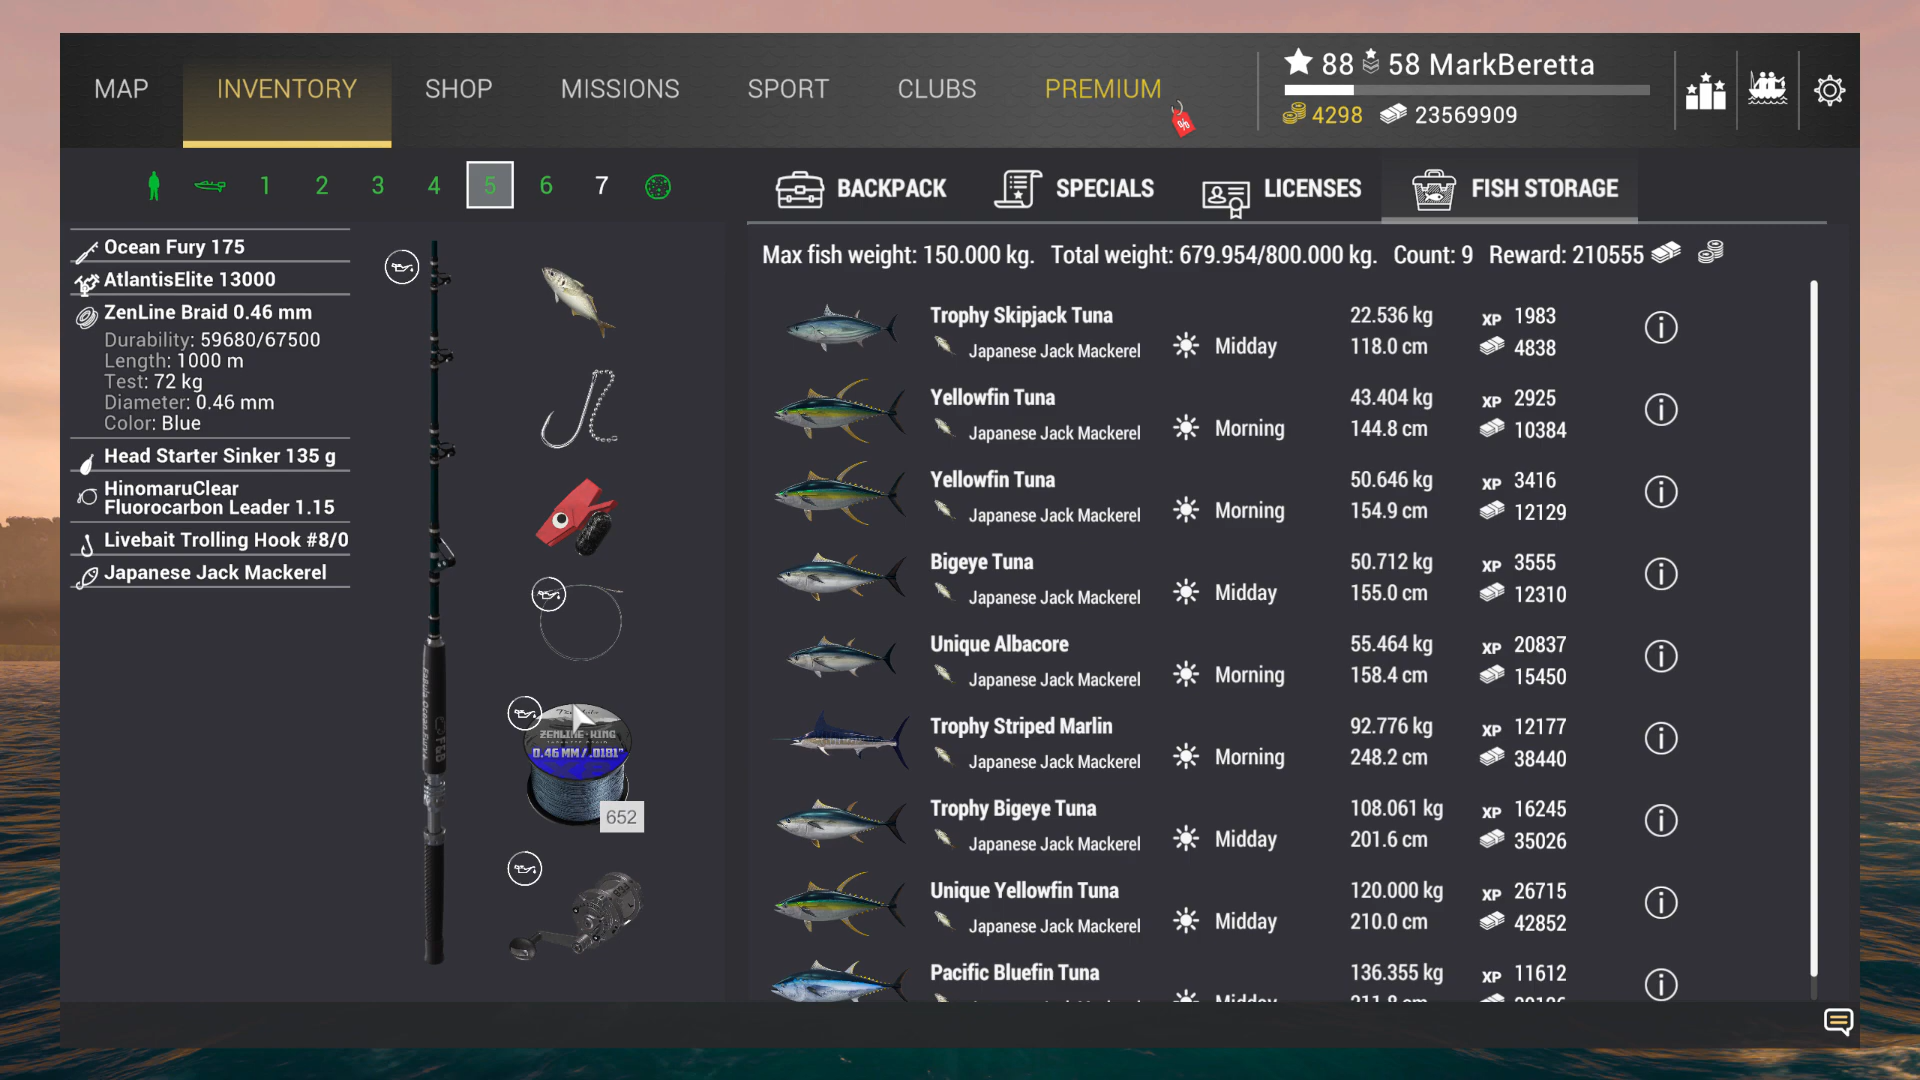 MAP
INVENTORY
SHOP
MISSIONS
SPORT
CLUBS
PREMIUM
%
88 58 MarkBeretta
4298 23569909
1 2 3 4 5 6 7
BACKPACK
SPECIALS
LICENSES
FISH STORAGE
Ocean Fury 175
AtlantisElite 13000
ZenLine Braid 0.46 mm
Durability: 59680/67500
Length: 1000 m
Test: 72 kg
Diameter: 0.46 mm
Color: Blue
Head Starter Sinker 135 g
HinomaruClear
Fluorocarbon Leader 1.15
Livebait Trolling Hook #8/0
Japanese Jack Mackerel
ZENLINE-KING
0.46 MM / .0181"
652
Max fish weight: 150.000 kg. Total weight: 679.954/800.000 kg. Count: 9 Reward: 210555
Trophy Skipjack Tuna 22.536 kg XP 1983
Japanese Jack Mackerel Midday 118.0 cm 4838
Yellowfin Tuna 43.404 kg XP 2925
Japanese Jack Mackerel Morning 144.8 cm 10384
Yellowfin Tuna 50.646 kg XP 3416
Japanese Jack Mackerel Morning 154.9 cm 12129
Bigeye Tuna 50.712 kg XP 3555
Japanese Jack Mackerel Midday 155.0 cm 12310
Unique Albacore 55.464 kg XP 20837
Japanese Jack Mackerel Morning 158.4 cm 15450
Trophy Striped Marlin 92.776 kg XP 12177
Japanese Jack Mackerel Morning 248.2 cm 38440
Trophy Bigeye Tuna 108.061 kg XP 16245
Japanese Jack Mackerel Midday 201.6 cm 35026
Unique Yellowfin Tuna 120.000 kg XP 26715
Japanese Jack Mackerel Midday 210.0 cm 42852
Pacific Bluefin Tuna 136.355 kg XP 11612
Midday